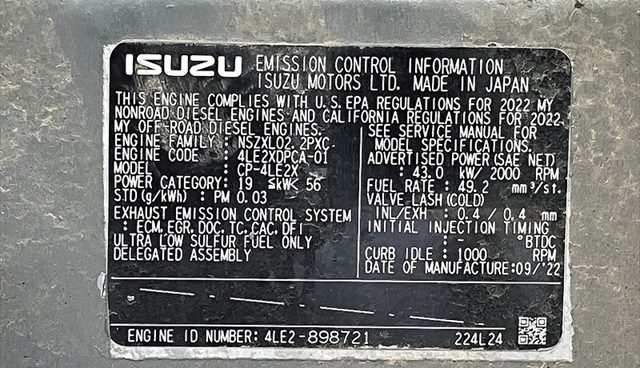 ISUZU EMISSION CONTROL INFORMATION
ISUZU MOTORS LTD. MADE IN JAPAN
THIS ENGINE COMPLIES WITH U.S. EPA REGULATIONS FOR 2022 MY
NONROAD DIESEL ENGINES AND CALIFORNIA REGULATIONS FOR 2022
MY OFF-ROAD DIESEL ENGINES.
ENGINE FAMILY : NSZXL02.2PXC
ENGINE CODE : 4LE2XDPCA-01
MODEL : CP-4LE2X
POWER CATEGORY: 19 ≤kW< 56
STD (g/kWh) : PM 0.03
EXHAUST EMISSION CONTROL SYSTEM
: ECM, EGR, DOC, TC, CAC, DFI
ULTRA LOW SULFUR FUEL ONLY
DELEGATED ASSEMBLY
SEE SERVICE MANUAL FOR
MODEL SPECIFICATIONS.
ADVERTISED POWER(SAE NET)
: 43.0 kW/ 2000 RPM
FUEL RATE : 49.2 mm³/st.
VALVE LASH(COLD)
INL/EXH : 0.4 / 0.4 mm
INITIAL INJECTION TIMING
: - °BTDC
CURB IDLE : 1000 RPM
DATE OF MANUFACTURE:09/'22
ENGINE ID NUMBER: 4LE2-898721 224L24